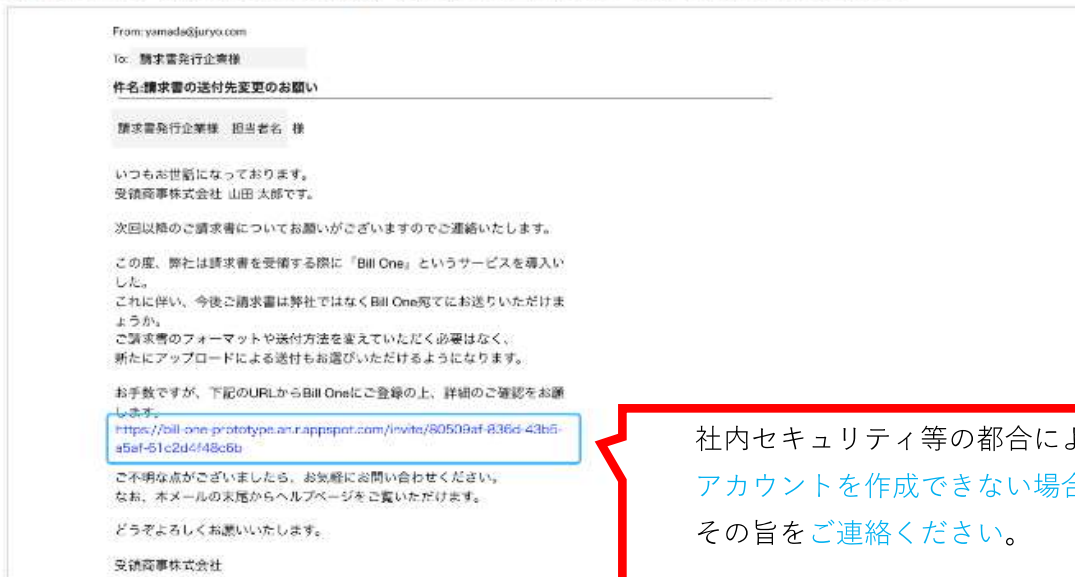 From: yamada@juryo.com
To: 請求書発行企業様
件名:請求書の送付先変更のお願い
請求書発行企業様 担当者名 様
いつもお世話になっております。
受領商事株式会社 山田 太郎です。
次回以降のご請求書についてお願いがございますのでご連絡いたします。
この度、弊社は請求書を受領する際に「Bill One」というサービスを導入い
した。
これに伴い、今後ご請求書は弊社ではなくBill One宛てにお送りいただけま
ょうか。
ご請求書のフォーマットや送付方法を変えていただく必要はなく、
新たにアップロードによる送付もお選びいただけるようになります。
お手数ですが、下記のURLからBill Oneにご登録の上、詳細のご確認をお願
します。
https://bill-one-prototype.an.r.appspot.com/invite/80509af-836d-43b5-
a5af-61c2d4f48c6b
ご不明な点がございましたら、お気軽にお問い合わせください。
なお、本メールの末尾からヘルプページをご覧いただけます。
どうぞよろしくお願いいたします。
受領商事株式会社
社内セキュリティ等の都合によ
アカウントを作成できない場合
その旨をご連絡ください。